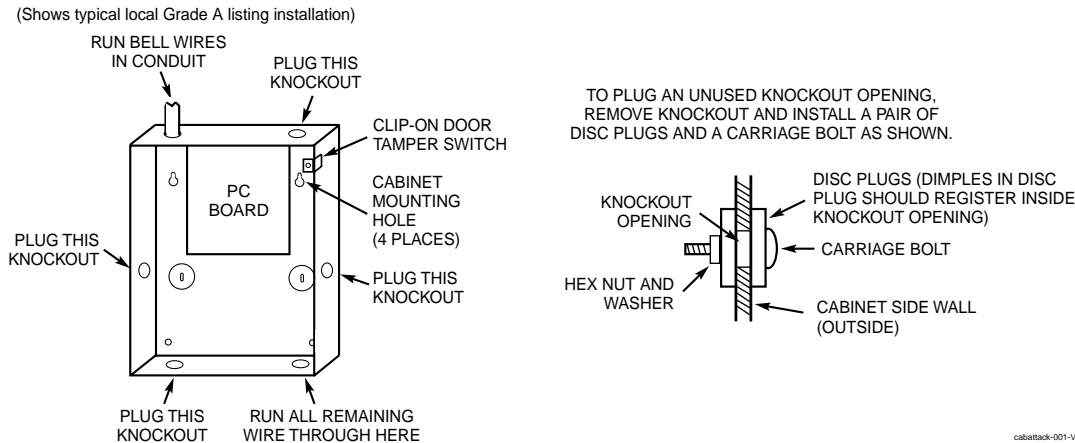 (Shows typical local Grade A listing installation)
RUN BELL WIRES
IN CONDUIT
PLUG THIS
KNOCKOUT
CLIP-ON DOOR
TAMPER SWITCH
PC
BOARD
CABINET
MOUNTING
HOLE
(4 PLACES)
PLUG THIS
KNOCKOUT
PLUG THIS
KNOCKOUT
PLUG THIS
KNOCKOUT
RUN ALL REMAINING
WIRE THROUGH HERE
TO PLUG AN UNUSED KNOCKOUT OPENING,
REMOVE KNOCKOUT AND INSTALL A PAIR OF
DISC PLUGS AND A CARRIAGE BOLT AS SHOWN.
KNOCKOUT
OPENING
DISC PLUGS (DIMPLES IN DISC
PLUG SHOULD REGISTER INSIDE
KNOCKOUT OPENING)
CARRIAGE BOLT
HEX NUT AND
WASHER
CABINET SIDE WALL
(OUTSIDE)
cabattack-001-V